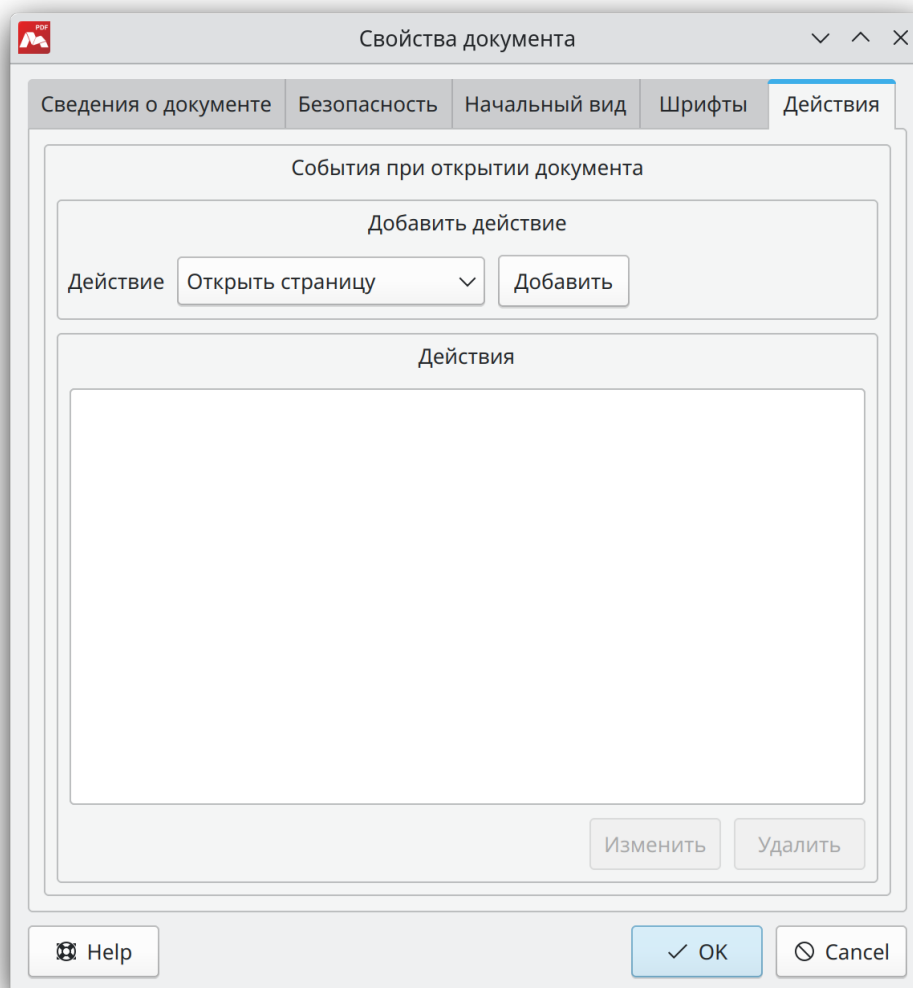 PDF
Свойства документа
Сведения о документе Безопасность Начальный вид Шрифты Действия
События при открытии документа
Добавить действие
Действие Открыть страницу Добавить
Действия
Изменить Удалить
Help OK Cancel